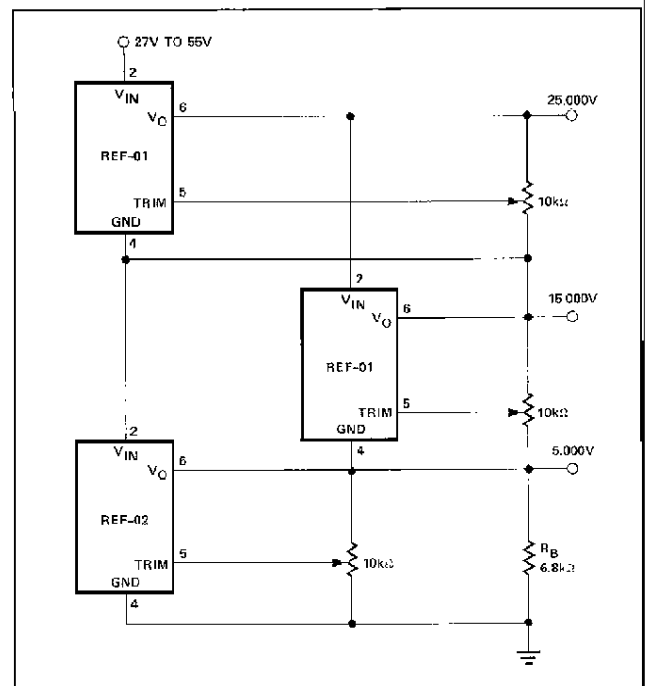 27V TO 55V
2
VIN
VO
6
REF-01
TRIM
5
GND
4
25.000V
10kΩ
2
VIN
VO
6
REF-01
TRIM
5
GND
4
15.000V
10kΩ
2
VIN
VO
6
REF-02
TRIM
5
GND
4
5.000V
10kΩ
RB
6.8kΩ